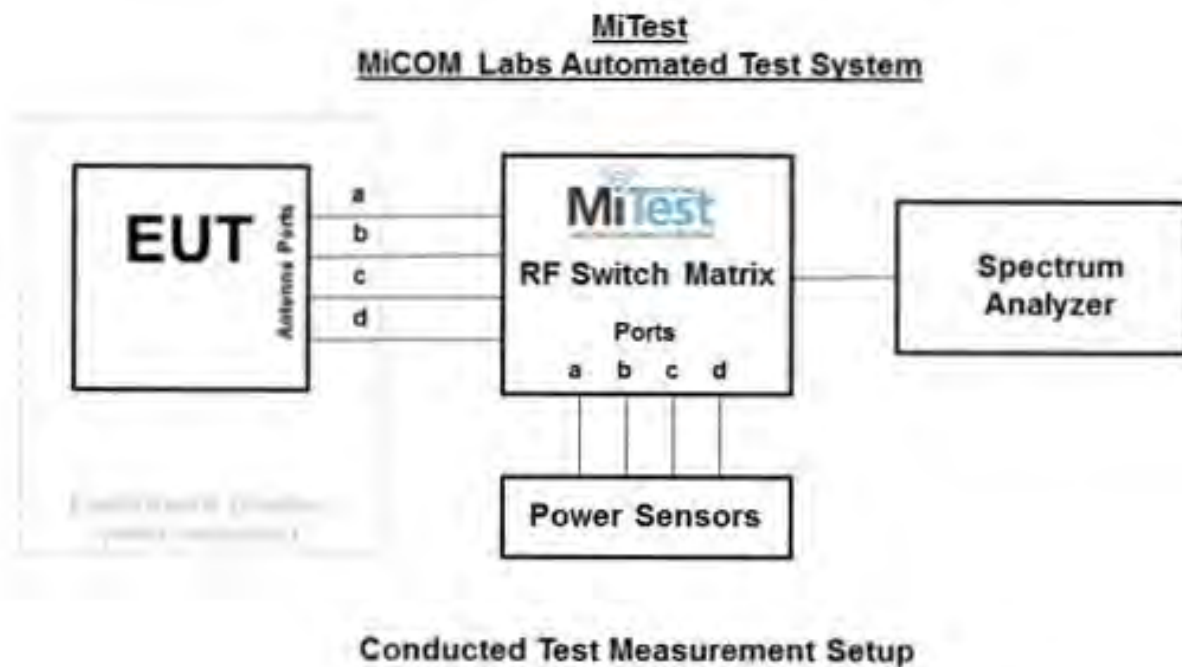 MiTest
MiCOM Labs Automated Test System
EUT
Antenna Ports
a
b
c
d
MiTest
RF Switch Matrix
Ports
a b c d
Spectrum
Analyzer
Power Sensors
Conducted Test Measurement Setup